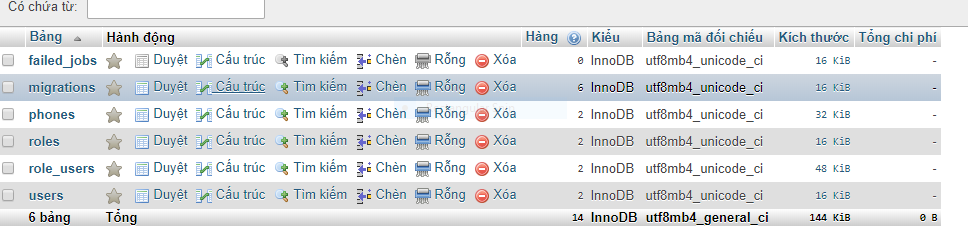 Có chứa từ:
Bảng Hành động Hàng Kiểu Bảng mã đối chiếu Kích thước Tổng chi phí
failed_jobs Duyệt Cấu trúc Tìm kiếm Chèn Rỗng Xóa 0 InnoDB utf8mb4_unicode_ci 16 KiB -
migrations Duyệt Cấu trúc Tìm kiếm Chèn Rỗng Xóa 6 InnoDB utf8mb4_unicode_ci 16 KiB -
phones Duyệt Cấu trúc Tìm kiếm Chèn Rỗng Xóa 2 InnoDB utf8mb4_unicode_ci 32 KiB -
roles Duyệt Cấu trúc Tìm kiếm Chèn Rỗng Xóa 2 InnoDB utf8mb4_unicode_ci 16 KiB -
role_users Duyệt Cấu trúc Tìm kiếm Chèn Rỗng Xóa 2 InnoDB utf8mb4_unicode_ci 48 KiB -
users Duyệt Cấu trúc Tìm kiếm Chèn Rỗng Xóa 2 InnoDB utf8mb4_unicode_ci 16 KiB -
6 bảng Tổng 14 InnoDB utf8mb4_general_ci 144 KiB 0 B